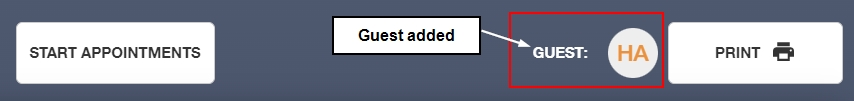 START APPOINTMENTS
Guest added
GUEST:
HA
PRINT